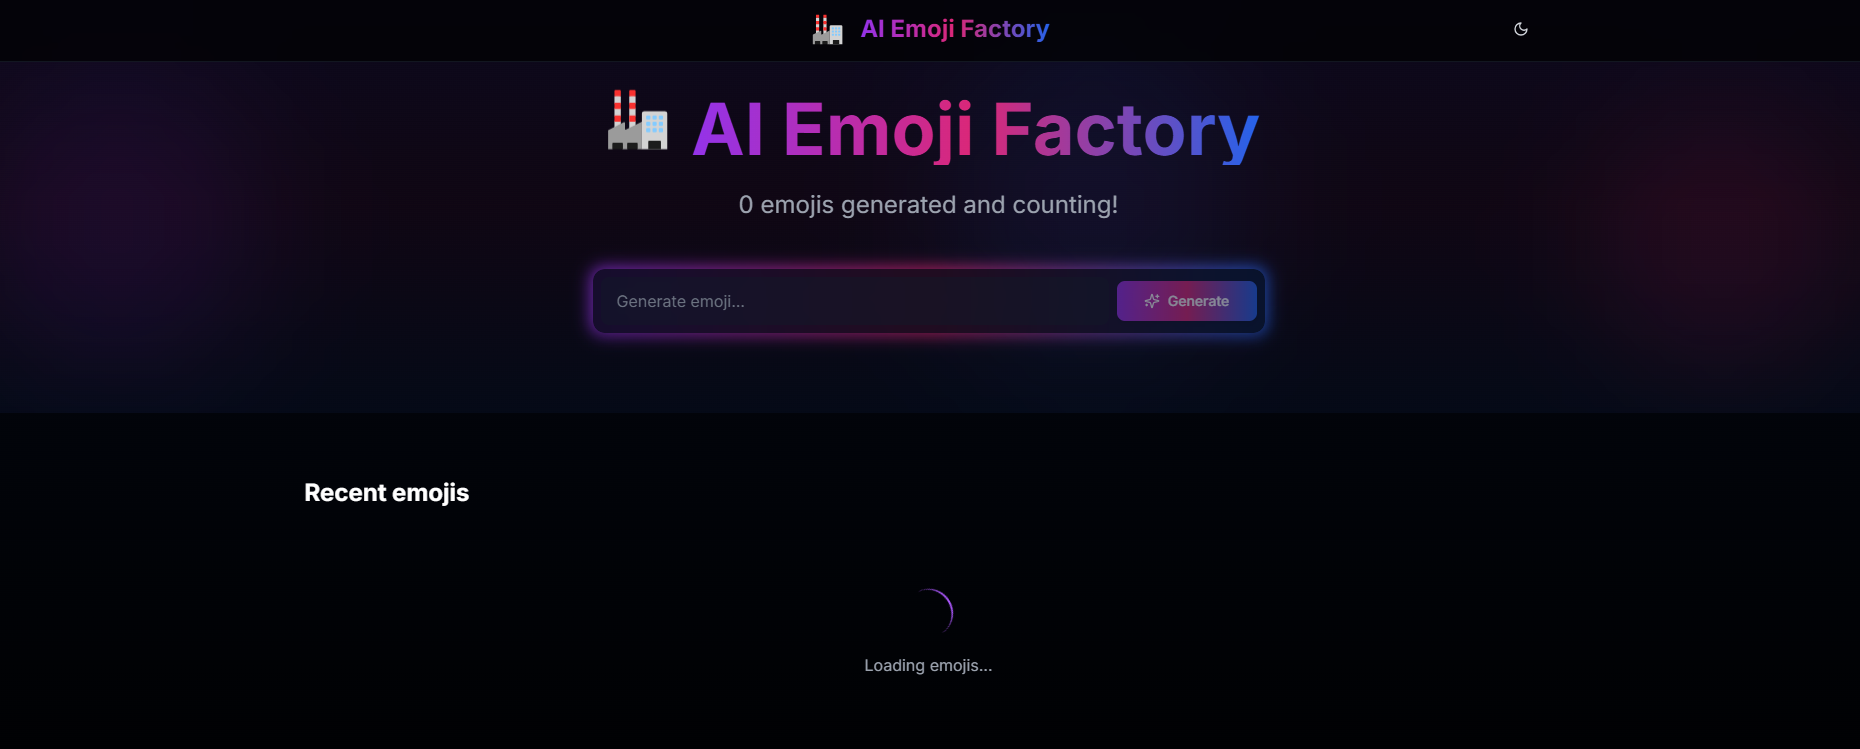 AI Emoji Factory
AI Emoji Factory
0 emojis generated and counting!
Generate emoji...
Generate
Recent emojis
Loading emojis...